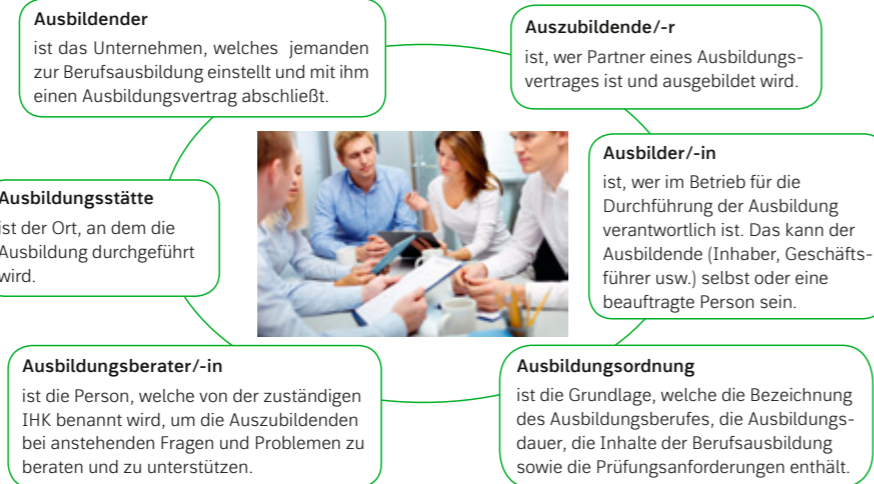 Ausbildender
ist das Unternehmen, welches jemanden
zur Berufsausbildung einstellt und mit ihm
einen Ausbildungsvertrag abschließt.
Auszubildende/-r
ist, wer Partner eines Ausbildungs-
vertrages ist und ausgebildet wird.
Ausbilder/-in
ist, wer im Betrieb für die
Durchführung der Ausbildung
verantwortlich ist. Das kann der
Ausbildende (Inhaber, Geschäfts-
führer usw.) selbst oder eine
beauftragte Person sein.
Ausbildungsstätte
ist der Ort, an dem die
Ausbildung durchgeführt
wird.
Ausbildungsberater/-in
ist die Person, welche von der zuständigen
IHK benannt wird, um die Auszubildenden
bei anstehenden Fragen und Problemen zu
beraten und zu unterstützen.
Ausbildungsordnung
ist die Grundlage, welche die Bezeichnung
des Ausbildungsberufes, die Ausbildungs-
dauer, die Inhalte der Berufsausbildung
sowie die Prüfungsanforderungen enthält.